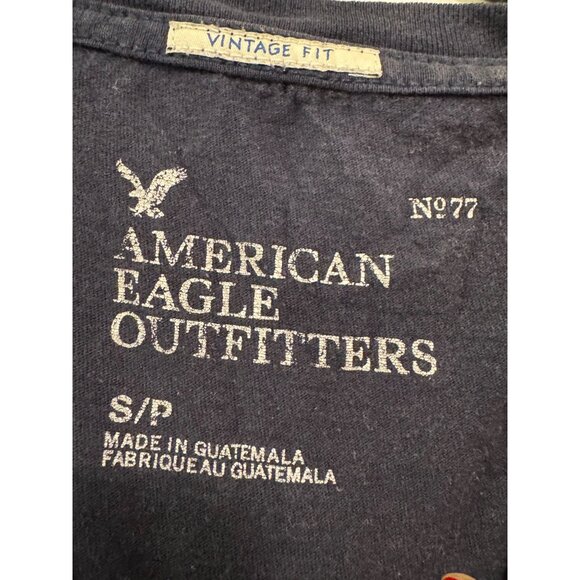 VINTAGE FIT
Nº77
AMERICAN
EAGLE
OUTFITTERS
S/P
MADE IN GUATEMALA
FABRIQUE AU GUATEMALA